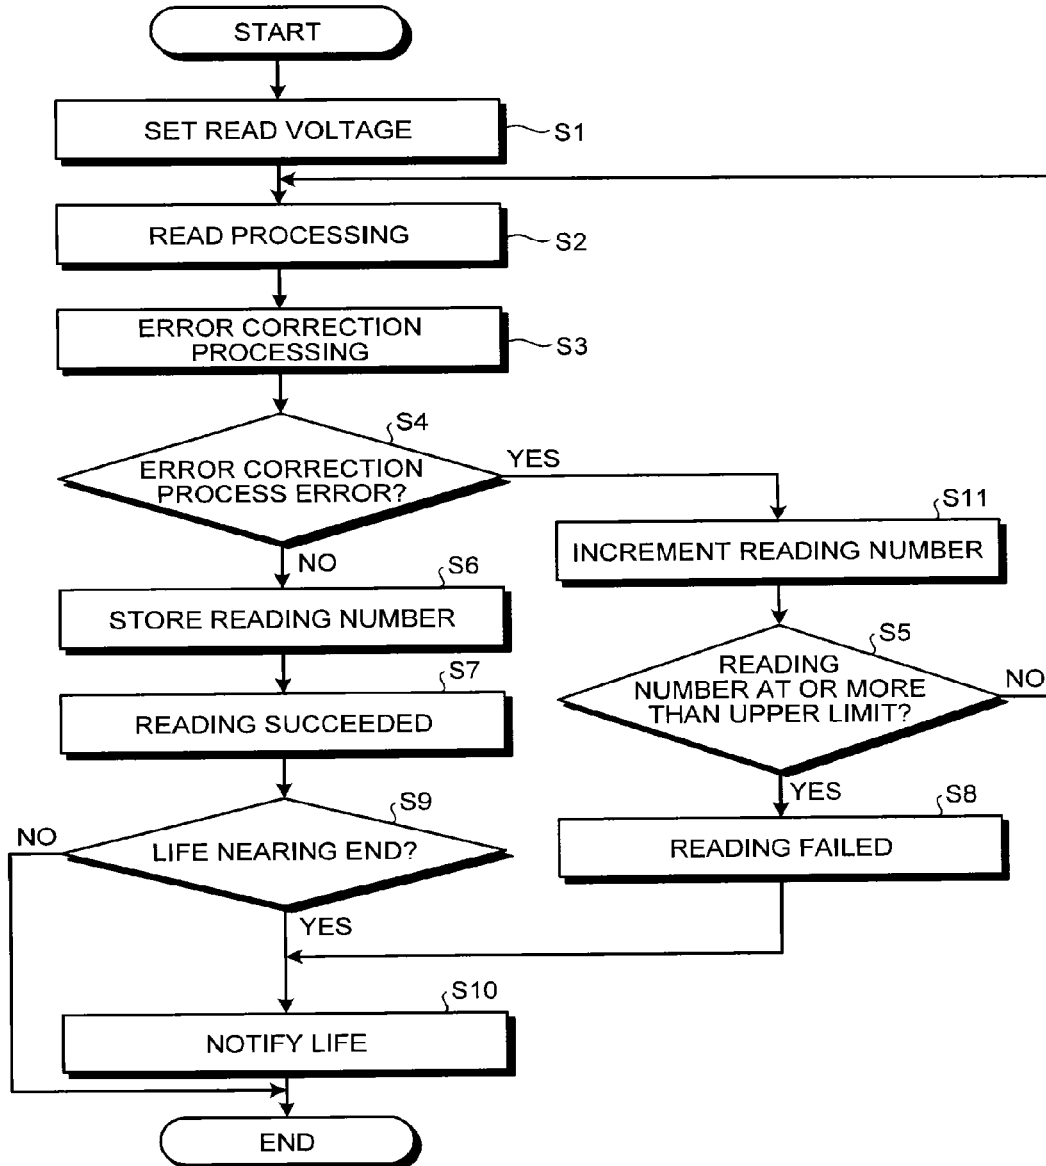 START
SET READ VOLTAGE
S1
READ PROCESSING
S2
ERROR CORRECTION
PROCESSING
S3
S4
ERROR CORRECTION
PROCESS ERROR?
YES
NO
S11
INCREMENT READING NUMBER
S6
STORE READING NUMBER
S5
READING
NUMBER AT OR MORE
THAN UPPER LIMIT?
NO
YES
S7
READING SUCCEEDED
S8
READING FAILED
S9
LIFE NEARING END?
NO
YES
S10
NOTIFY LIFE
END